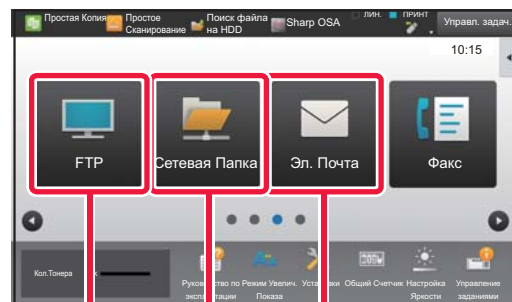 Простая Копия
Простое
Сканирование
Поиск файла
на HDD
Sharp OSA
ЛИН.
ПРИНТ
Управл. задач.
10:15
FTP
Сетевая Папка
Эл. Почта
Факс
Кол.Тонера
Руководство по
эксплуатации
Режим Увелич.
Показа
Установки
Общий Счетчик
Настройка
Яркости
Управление
заданиями